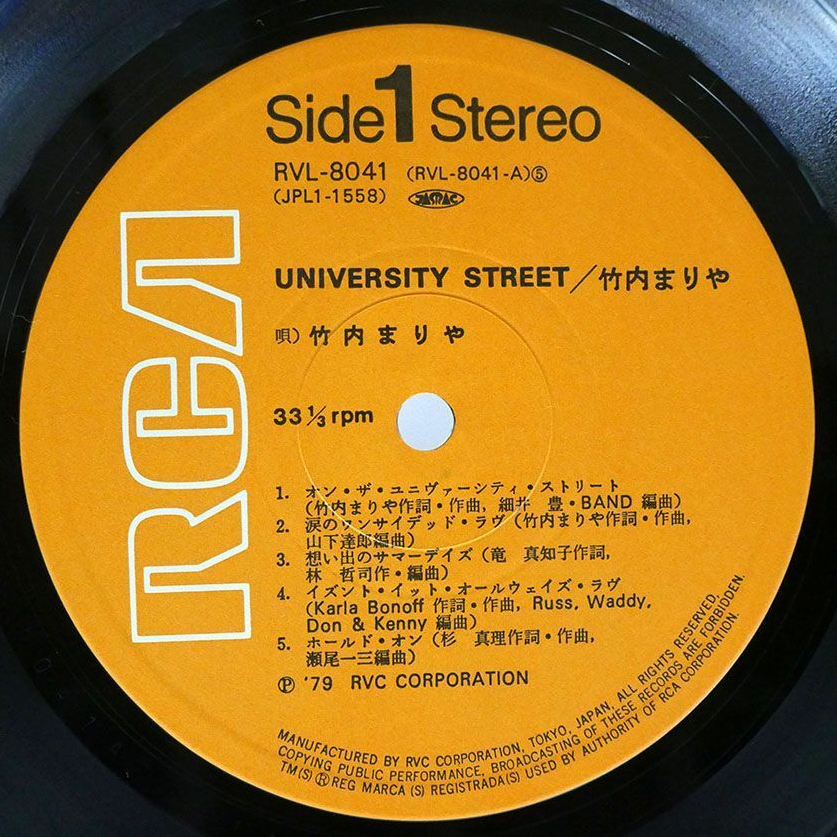 Side 1 Stereo
RVL-8041 (RVL-8041-A)⑤
(JPL1-1558) JASRAC
RCA
UNIVERSITY STREET／竹内まりや
唄）竹内まりや
33 1/3 rpm
1. オン・ザ・ユニヴァーシティ・ストリート
(竹内まりや作詞・作曲, 細井 豊・BAND 編曲)
2. 涙のワンサイデッド・ラヴ (竹内まりや作詞・作曲,
山下達郎編曲)
3. 想い出のサマーデイズ (竜 真知子作詞,
林 哲司作・編曲)
4. イズント・イット・オールウェイズ・ラヴ
(Karla Bonoff 作詞・作曲, Russ, Waddy,
Don & Kenny 編曲)
5. ホールド・オン (杉 真理作詞・作曲,
瀬尾一三編曲)
Ⓟ '79 RVC CORPORATION
MANUFACTURED BY RVC CORPORATION, TOKYO, JAPAN, ALL RIGHTS RESERVED,
COPYING PUBLIC PERFORMANCE, BROADCASTING OF THESE RECORDS ARE FORBIDDEN.
TM(S) ® REG MARCA (S) REGISTRADA(S) USED BY AUTHORITY OF RCA CORPORATION.